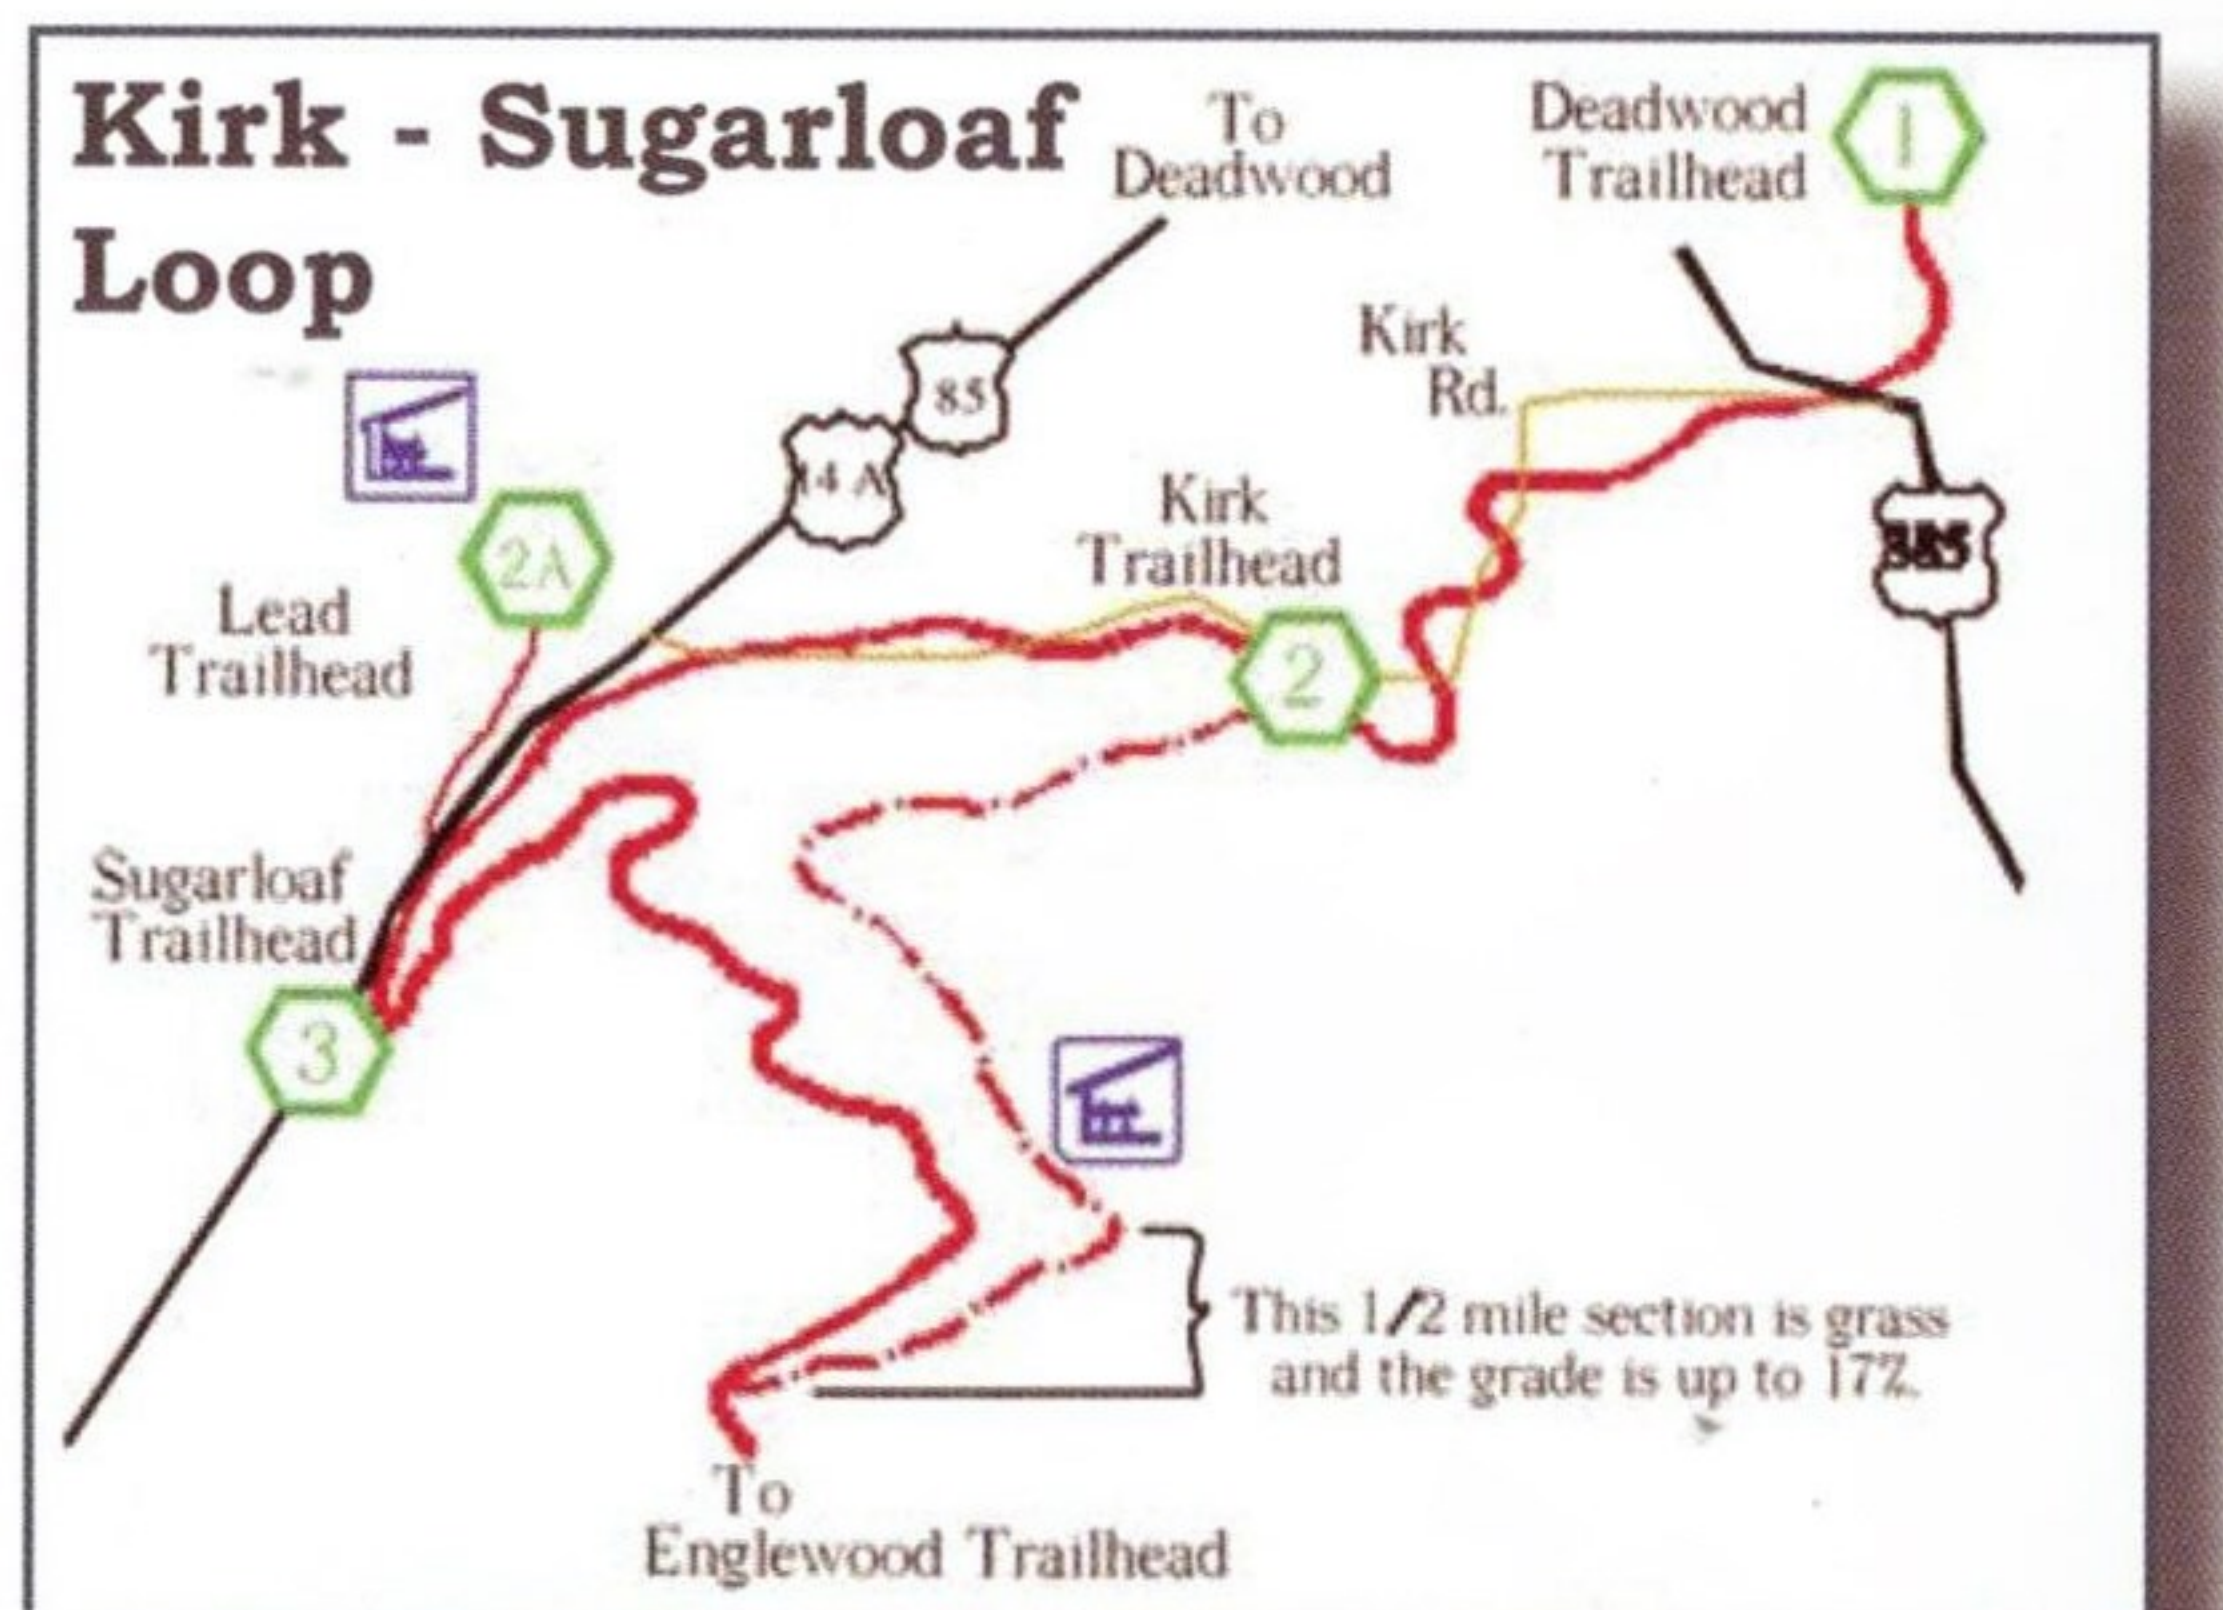 Kirk - Sugarloaf
Loop
To
Deadwood
Deadwood
Trailhead
1
Kirk
Rd.
85
14 A
385
2A
Lead
Trailhead
Kirk
Trailhead
2
Sugarloaf
Trailhead
3
This 1/2 mile section is grass
and the grade is up to 17%.
To
Englewood Trailhead